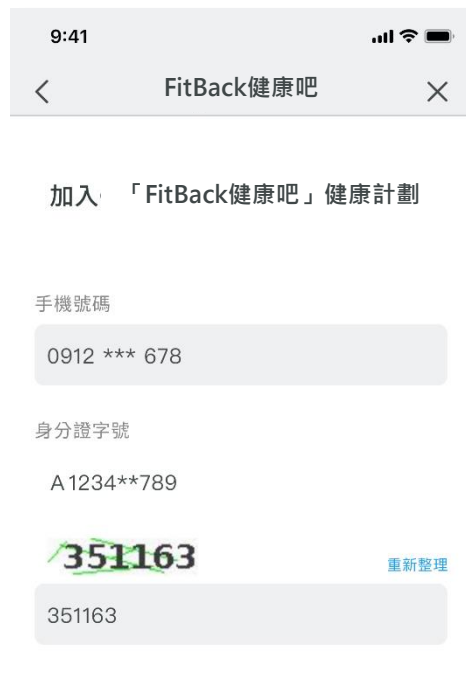 9:41
FitBack健康吧
加入 「FitBack健康吧」健康計劃
手機號碼
0912 *** 678
身分證字號
A1234**789
351163
重新整理
351163